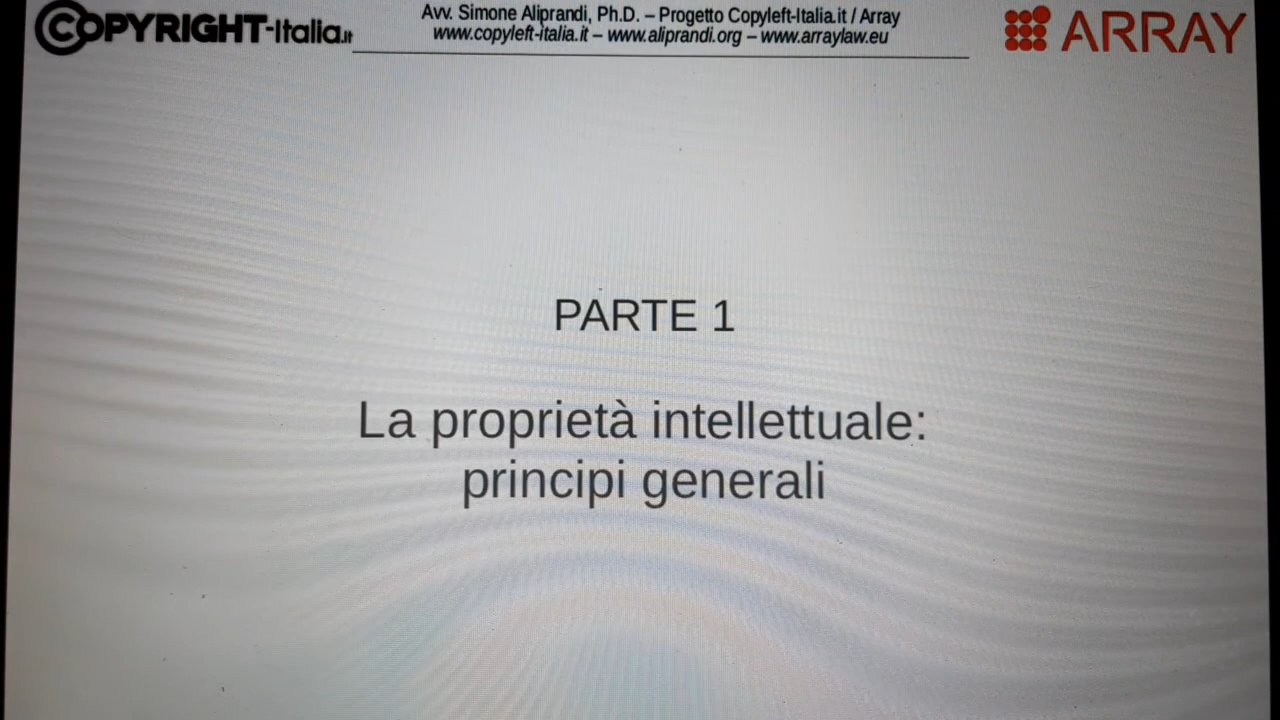 COPYRIGHT-Italia.it
Avv. Simone Aliprandi, Ph.D. – Progetto Copyleft-Italia.it / Array
www.copyleft-italia.it – www.aliprandi.org – www.arraylaw.eu
ARRAY
PARTE 1
La proprietà intellettuale:
principi generali